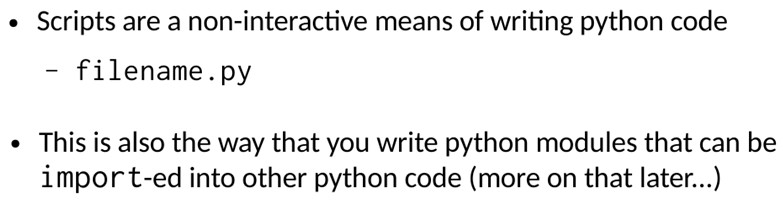 • Scripts are a non-interactive means of writing python code
– filename.py
• This is also the way that you write python modules that can be
import-ed into other python code (more on that later...)